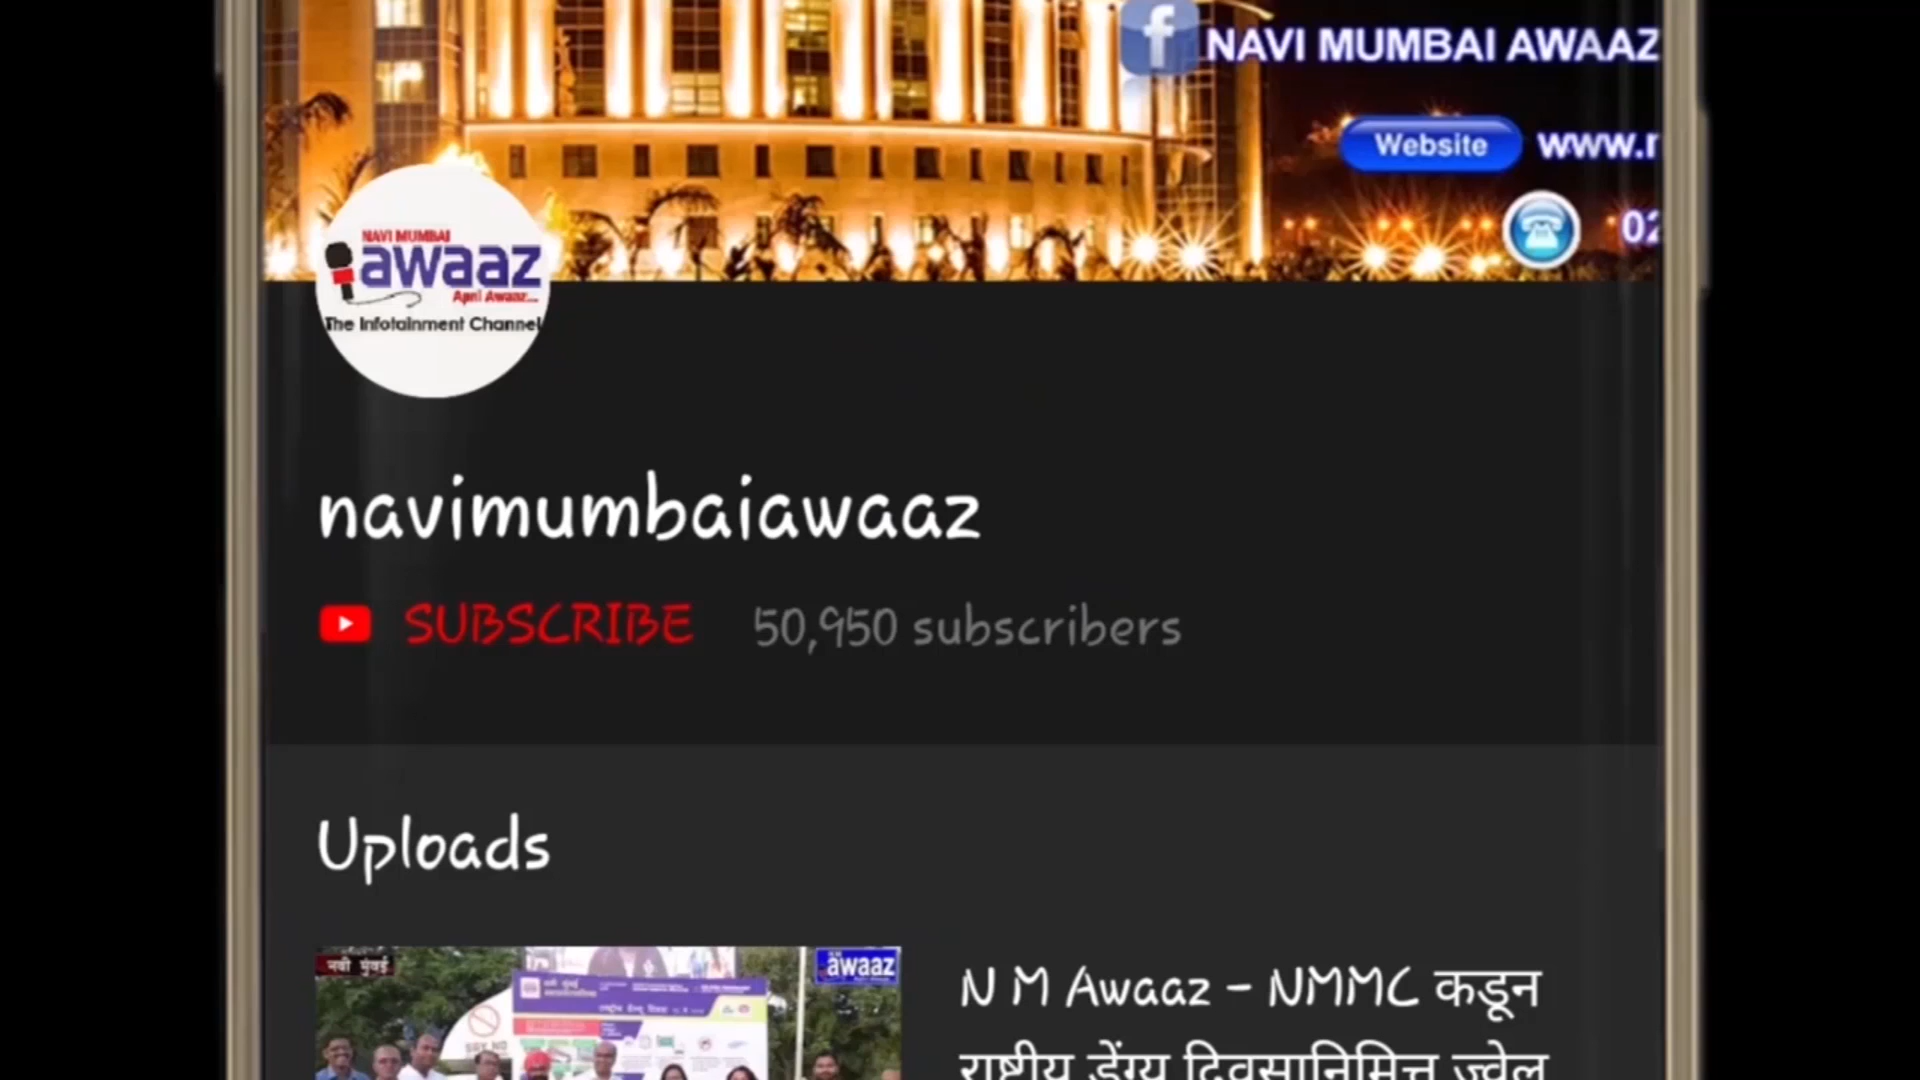 NAVI MUMBAI AWAAZ
Website www.
02
NAVI MUMBAI
awaaz
Apni Awaaz...
The Infotainment Channel
navimumbaiawaaz
SUBSCRIBE 50,950 subscribers
Uploads
नवी मुंबई
awaaz
N M Awaaz - NMMC कडून
राष्ट्रीय डेंग्यू दिवसानिमित्त ज्वेल